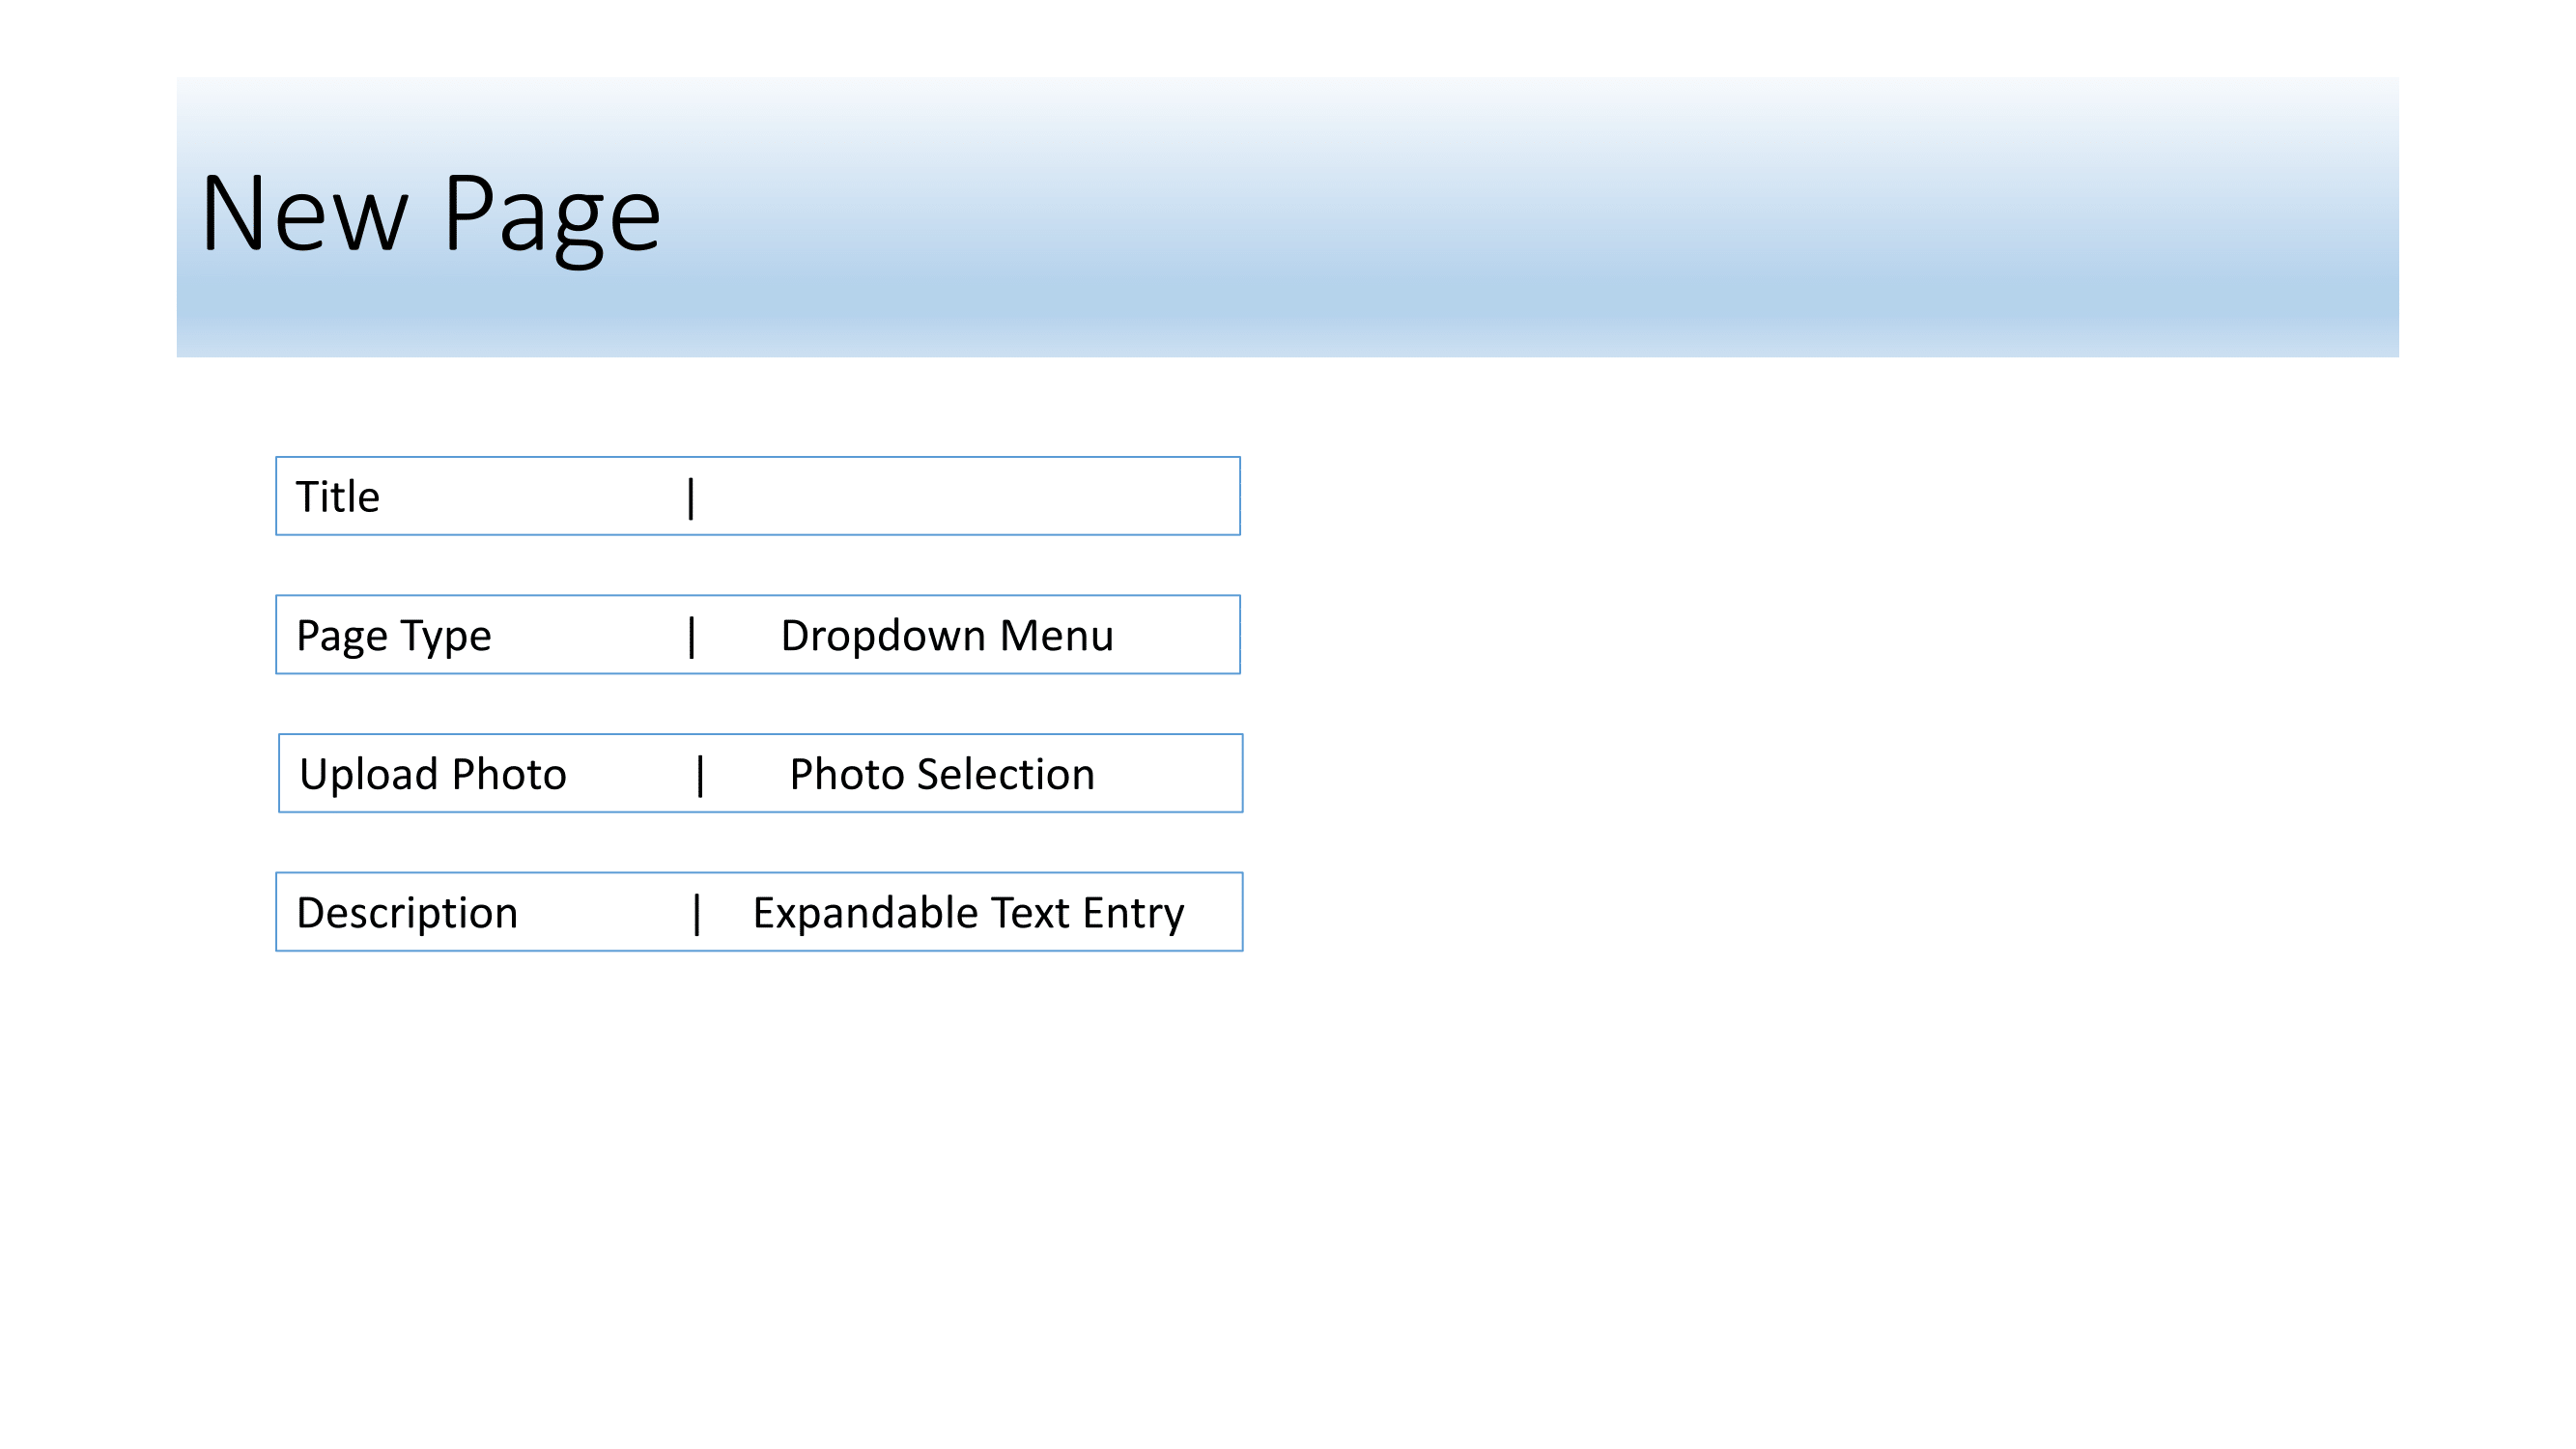 New Page
Title |
Page Type | Dropdown Menu
Upload Photo | Photo Selection
Description | Expandable Text Entry